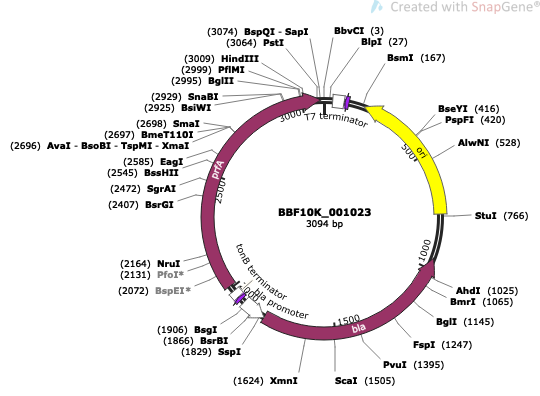 Created with SnapGene®
(3074) BspQI - SapI
(3064) PstI
(3009) HindIII
(2999) PflMI
(2995) BglII
(2929) SnaBI
(2925) BsiWI
(2698) SmaI
(2697) BmeT110I
(2696) AvaI - BsoBI - TspMI - XmaI
(2585) EagI
(2545) BssHII
(2472) SgrAI
(2407) BsrGI
(2164) NruI
(2131) PfoI*
(2072) BspEI*
(1906) BsgI
(1866) BsrBI
(1829) SspI
(1624) XmnI
BbvCI (3)
BlpI (27)
BsmI (167)
BseYI (416)
PspFI (420)
AlwNI (528)
StuI (766)
AhdI (1025)
BmrI (1065)
BglI (1145)
FspI (1247)
PvuI (1395)
ScaI (1505)
T7 terminator
ori
bla
bla promoter
tonB terminator
prfA
500
1000
1500
2500
3000
BBF10K_001023
3094 bp